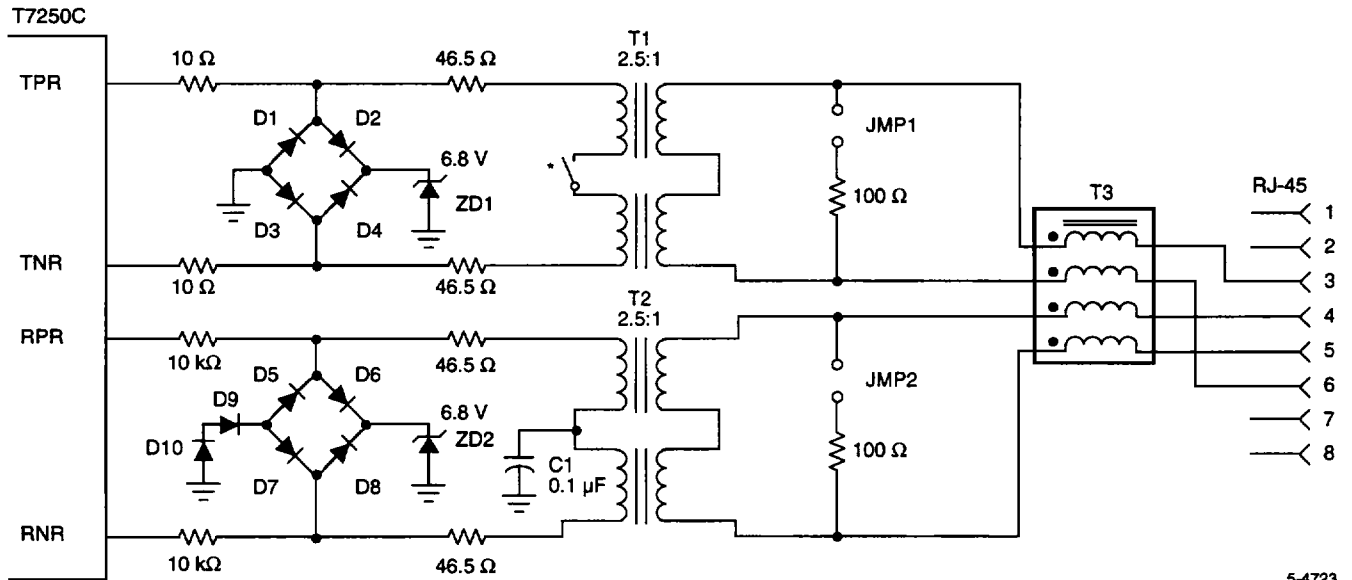 T7250C
TPR
10 Ω
46.5 Ω
T1
2.5:1
D1
D2
D3
D4
6.8 V
ZD1
*
JMP1
100 Ω
TNR
10 Ω
46.5 Ω
T3
RJ-45
1
2
3
4
5
6
7
8
RPR
10 kΩ
46.5 Ω
T2
2.5:1
D5
D6
D9
D10
D7
D8
6.8 V
ZD2
C1
0.1 µF
JMP2
100 Ω
RNR
10 kΩ
46.5 Ω
5-4723